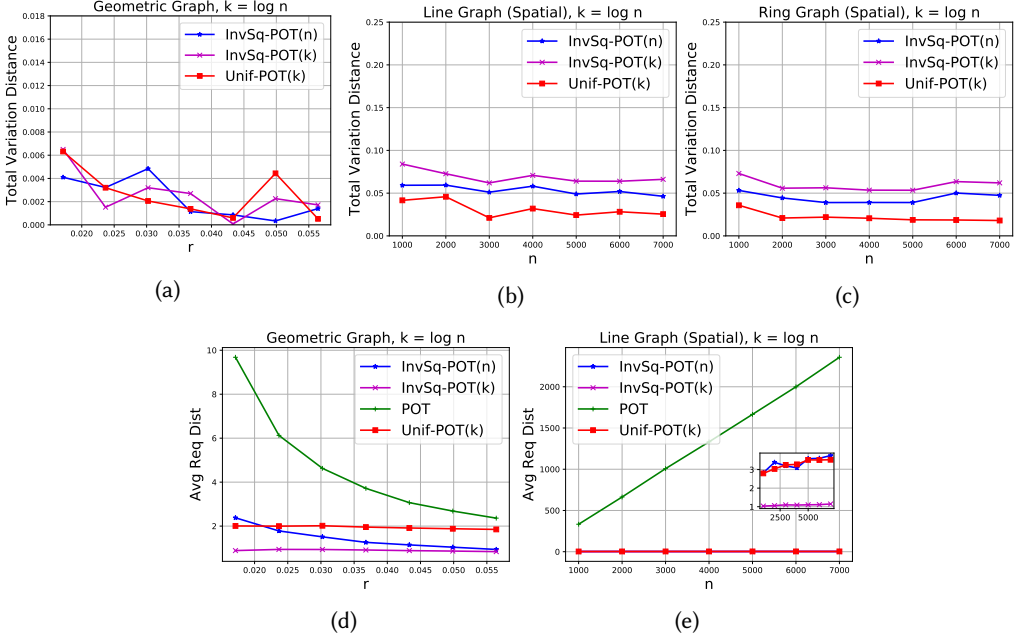 Geometric Graph, k = log n
0.018
0.016
0.014
0.012
0.010
0.008
0.006
0.004
0.002
0.000
Total Variation Distance
InvSq-POT(n)
InvSq-POT(k)
Unif-POT(k)
0.020 0.025 0.030 0.035 0.040 0.045 0.050 0.055
r
(a)
Line Graph (Spatial), k = log n
0.25
0.20
0.15
0.10
0.05
0.00
Total Variation Distance
InvSq-POT(n)
InvSq-POT(k)
Unif-POT(k)
1000 2000 3000 4000 5000 6000 7000
n
(b)
Ring Graph (Spatial), k = log n
0.25
0.20
0.15
0.10
0.05
0.00
Total Variation Distance
InvSq-POT(n)
InvSq-POT(k)
Unif-POT(k)
1000 2000 3000 4000 5000 6000 7000
n
(c)
Geometric Graph, k = log n
10
8
6
4
2
Avg Req Dist
InvSq-POT(n)
InvSq-POT(k)
POT
Unif-POT(k)
0.020 0.025 0.030 0.035 0.040 0.045 0.050 0.055
r
(d)
Line Graph (Spatial), k = log n
2000
1500
1000
500
0
Avg Req Dist
InvSq-POT(n)
InvSq-POT(k)
POT
Unif-POT(k)
3
2
1
2500 5000
1000 2000 3000 4000 5000 6000 7000
n
(e)